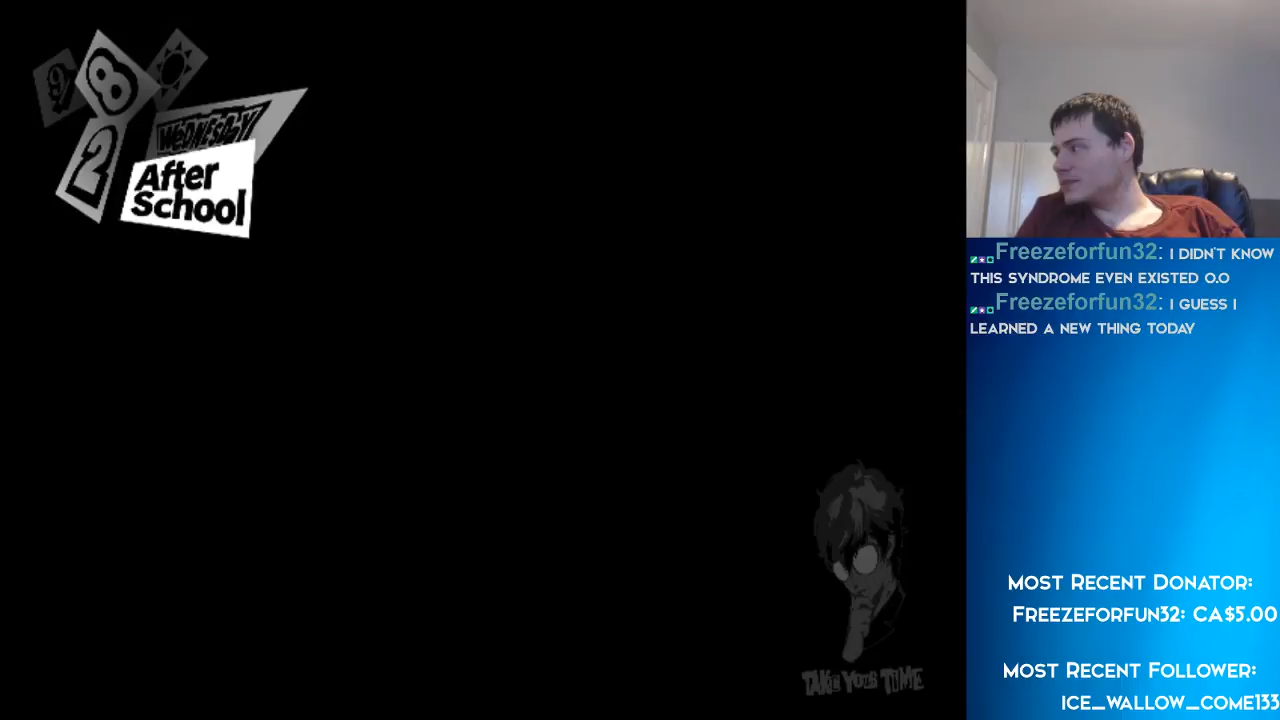 9/
8
2
WEDNESDAY
After
School
TAKE YOUR TIME
Freezeforfun32: I DIDN'T KNOW
THIS SYNDROME EVEN EXISTED O.O
Freezeforfun32: I GUESS I
LEARNED A NEW THING TODAY
MOST RECENT DONATOR:
FREEZEFORFUN32: CA$5.00
MOST RECENT FOLLOWER:
ICE_WALLOW_COME133